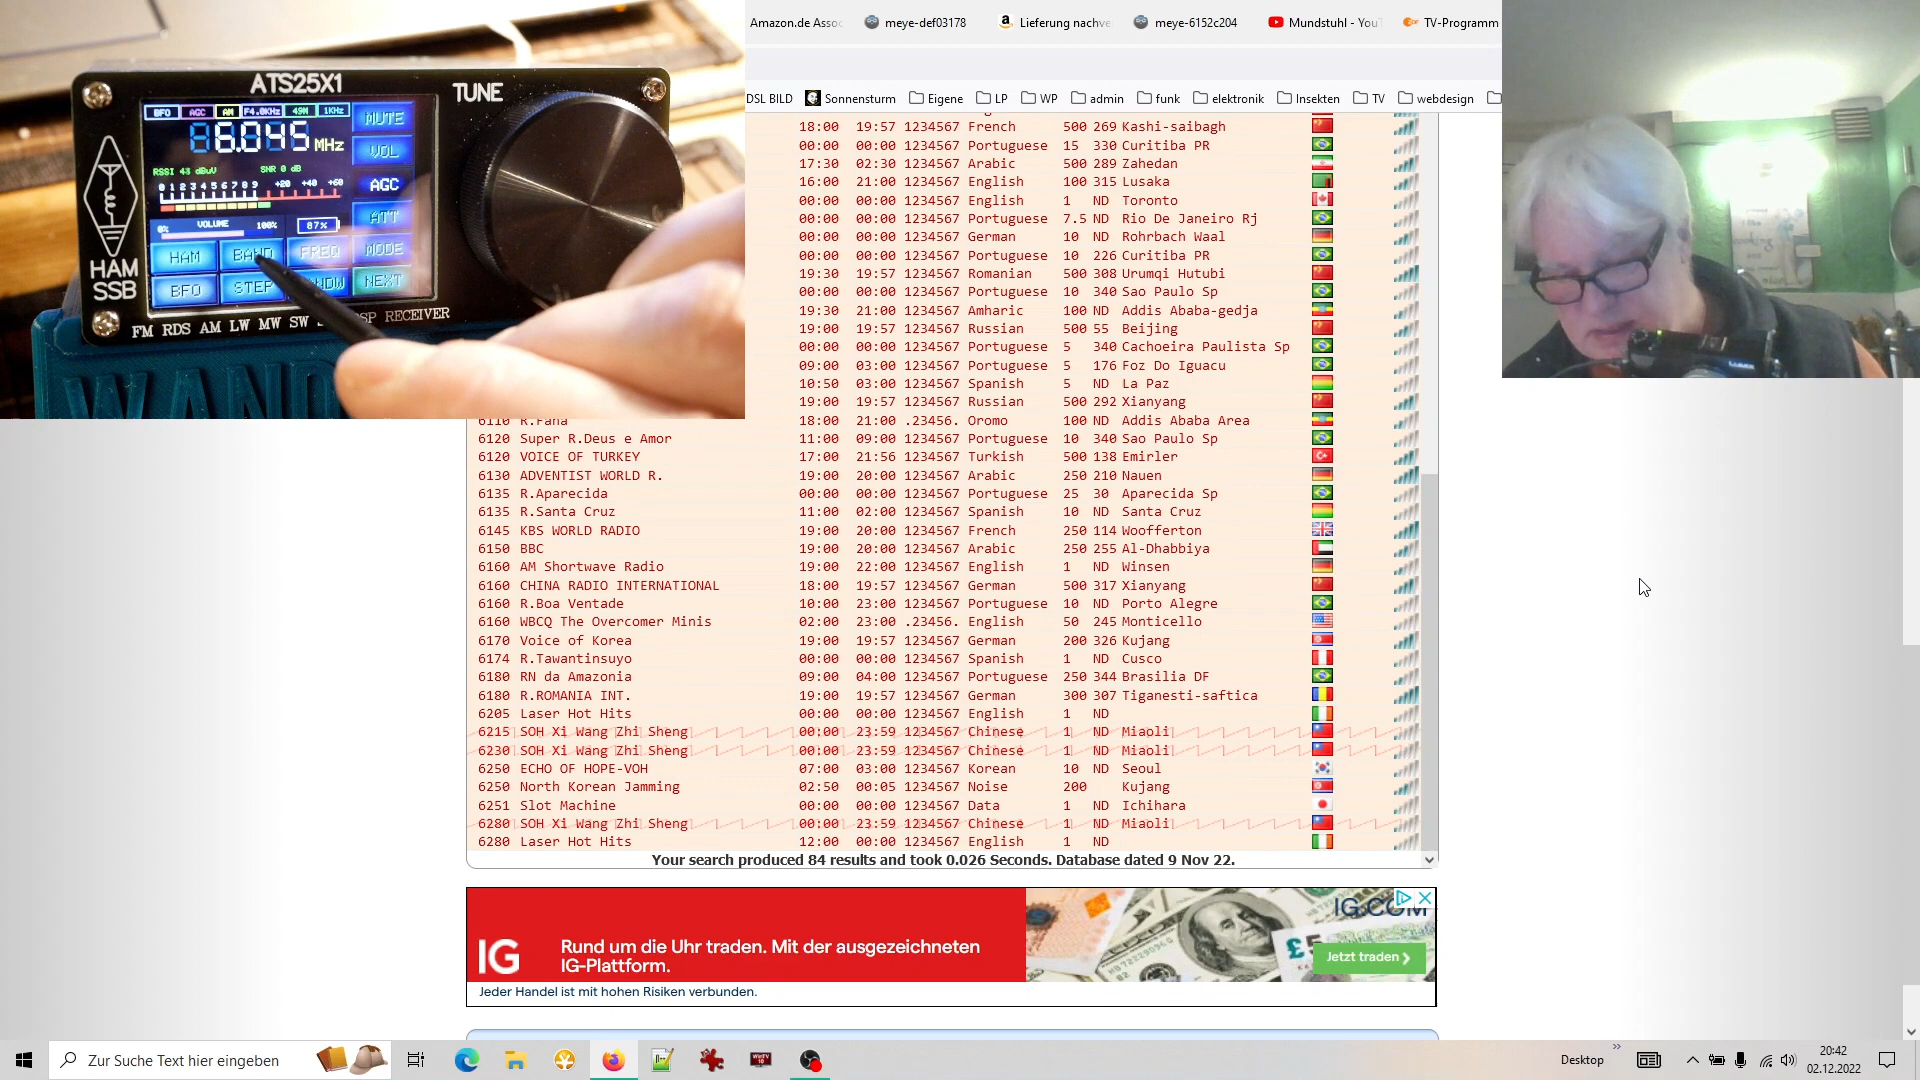 ATS25X1
TUNE
BFO AGC AM F4.0KHz 49M 1KHz
6.045 MHz
RSSI 43 dBuV SNR 0 dB
0 1 2 3 4 5 6 7 8 9 +20 +40 +60
0% VOLUME 100% 87%
MUTE
VOL
AGC
ATT
MODE
NEXT
HAM BAND FREQ
BFO STEP
HAM
SSB
FM RDS AM LW MW SW RECEIVER
Amazon.de Assoc
meye-def03178
Lieferung nachve
meye-6152c204
Mundstuhl - YouT
TV-Programm
DSL BILD Sonnensturm Eigene LP WP admin funk elektronik Insekten TV webdesign
18:00 19:57 1234567 French 500 269 Kashi-saibagh
00:00 00:00 1234567 Portuguese 15 330 Curitiba PR
17:30 02:30 1234567 Arabic 500 289 Zahedan
16:00 21:00 1234567 English 100 315 Lusaka
00:00 00:00 1234567 English 1 ND Toronto
00:00 00:00 1234567 Portuguese 7.5 ND Rio De Janeiro Rj
00:00 00:00 1234567 German 10 ND Rohrbach Waal
00:00 00:00 1234567 Portuguese 10 226 Curitiba PR
19:30 19:57 1234567 Romanian 500 308 Urumqi Hutubi
00:00 00:00 1234567 Portuguese 10 340 Sao Paulo Sp
19:30 21:00 1234567 Amharic 100 ND Addis Ababa-gedja
19:00 19:57 1234567 Russian 500 55 Beijing
00:00 00:00 1234567 Portuguese 5 340 Cachoeira Paulista Sp
09:00 03:00 1234567 Portuguese 5 176 Foz Do Iguacu
10:50 03:00 1234567 Spanish 5 ND La Paz
19:00 19:57 1234567 Russian 500 292 Xianyang
6110 R.Fana 18:00 21:00 .23456. Oromo 100 ND Addis Ababa Area
6120 Super R.Deus e Amor 11:00 09:00 1234567 Portuguese 10 340 Sao Paulo Sp
6120 VOICE OF TURKEY 17:00 21:56 1234567 Turkish 500 138 Emirler
6130 ADVENTIST WORLD R. 19:00 20:00 1234567 Arabic 250 210 Nauen
6135 R.Aparecida 00:00 00:00 1234567 Portuguese 25 30 Aparecida Sp
6135 R.Santa Cruz 11:00 02:00 1234567 Spanish 10 ND Santa Cruz
6145 KBS WORLD RADIO 19:00 20:00 1234567 French 250 114 Woofferton
6150 BBC 19:00 20:00 1234567 Arabic 250 255 Al-Dhabbiya
6160 AM Shortwave Radio 19:00 22:00 1234567 English 1 ND Winsen
6160 CHINA RADIO INTERNATIONAL 18:00 19:57 1234567 German 500 317 Xianyang
6160 R.Boa Ventade 10:00 23:00 1234567 Portuguese 10 ND Porto Alegre
6160 WBCQ The Overcomer Minis 02:00 23:00 .23456. English 50 245 Monticello
6170 Voice of Korea 19:00 19:57 1234567 German 200 326 Kujang
6174 R.Tawantinsuyo 00:00 00:00 1234567 Spanish 1 ND Cusco
6180 RN da Amazonia 09:00 04:00 1234567 Portuguese 250 344 Brasilia DF
6180 R.ROMANIA INT. 19:00 19:57 1234567 German 300 307 Tiganesti-saftica
6205 Laser Hot Hits 00:00 00:00 1234567 English 1 ND
6215 SOH Xi Wang Zhi Sheng 00:00 23:59 1234567 Chinese 1 ND Miaoli
6230 SOH Xi Wang Zhi Sheng 00:00 23:59 1234567 Chinese 1 ND Miaoli
6250 ECHO OF HOPE-VOH 07:00 03:00 1234567 Korean 10 ND Seoul
6250 North Korean Jamming 02:50 00:05 1234567 Noise 200 Kujang
6251 Slot Machine 00:00 00:00 1234567 Data 1 ND Ichihara
6280 SOH Xi Wang Zhi Sheng 00:00 23:59 1234567 Chinese 1 ND Miaoli
6280 Laser Hot Hits 12:00 00:00 1234567 English 1 ND
Your search produced 84 results and took 0.026 Seconds. Database dated 9 Nov 22.
IG
Rund um die Uhr traden. Mit der ausgezeichneten
IG-Plattform.
IG.COM
Jetzt traden
Jeder Handel ist mit hohen Risiken verbunden.
Zur Suche Text hier eingeben
Desktop
20:42
02.12.2022